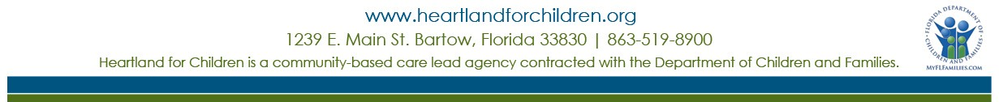 www.heartlandforchildren.org
1239 E. Main St. Bartow, Florida 33830 | 863-519-8900
Heartland for Children is a community-based care lead agency contracted with the Department of Children and Families.
FLORIDA DEPARTMENT OF CHILDREN AND FAMILIES
MYFLFAMILIES.COM